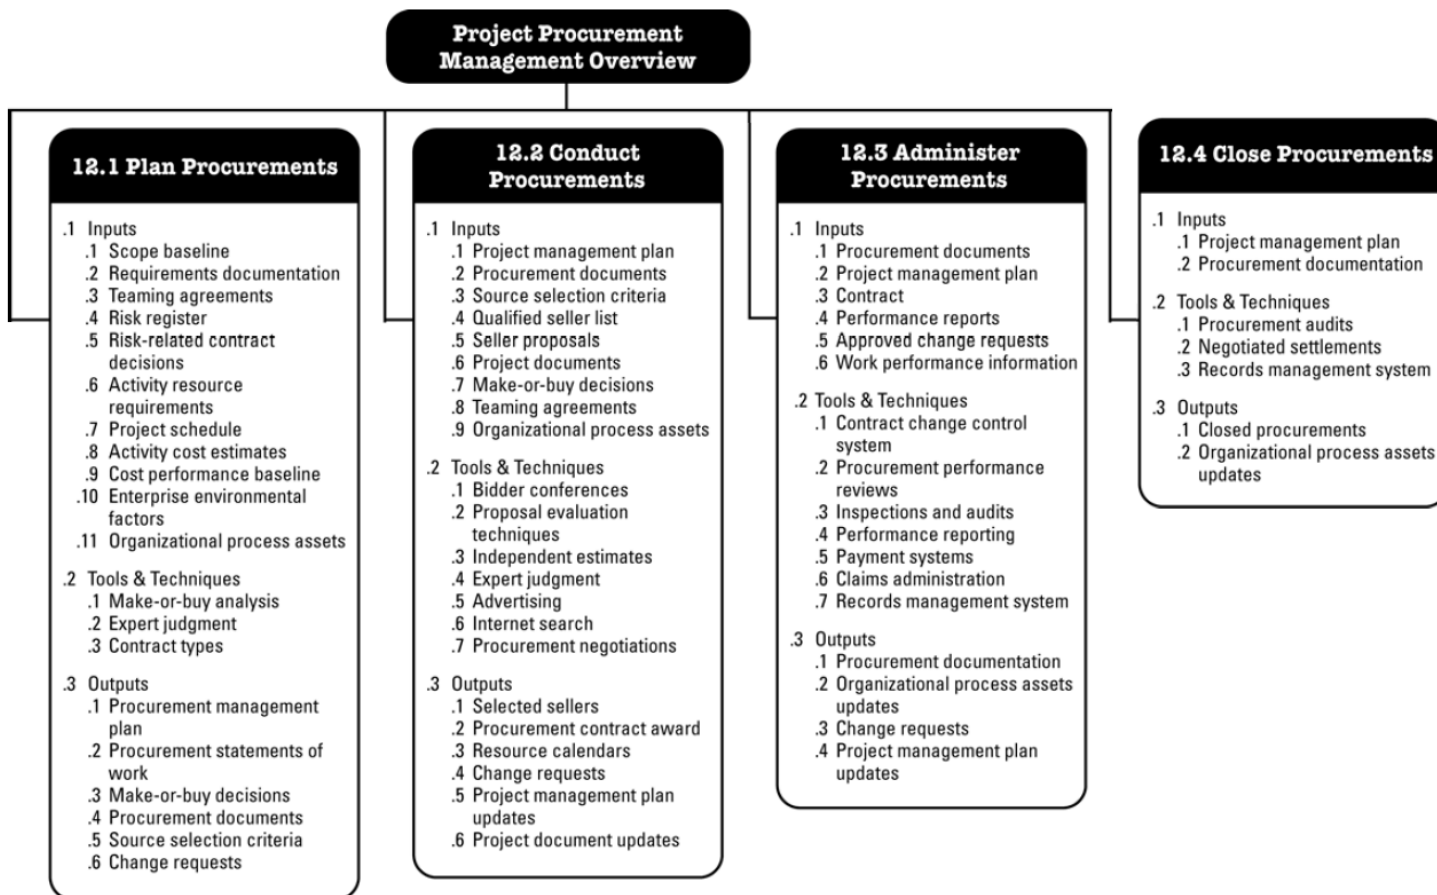 Project Procurement
Management Overview
12.1 Plan Procurements
.1 Inputs
.1 Scope baseline
.2 Requirements documentation
.3 Teaming agreements
.4 Risk register
.5 Risk-related contract
decisions
.6 Activity resource
requirements
.7 Project schedule
.8 Activity cost estimates
.9 Cost performance baseline
.10 Enterprise environmental
factors
.11 Organizational process assets
.2 Tools & Techniques
.1 Make-or-buy analysis
.2 Expert judgment
.3 Contract types
.3 Outputs
.1 Procurement management
plan
.2 Procurement statements of
work
.3 Make-or-buy decisions
.4 Procurement documents
.5 Source selection criteria
.6 Change requests
12.2 Conduct
Procurements
.1 Inputs
.1 Project management plan
.2 Procurement documents
.3 Source selection criteria
.4 Qualified seller list
.5 Seller proposals
.6 Project documents
.7 Make-or-buy decisions
.8 Teaming agreements
.9 Organizational process assets
.2 Tools & Techniques
.1 Bidder conferences
.2 Proposal evaluation
techniques
.3 Independent estimates
.4 Expert judgment
.5 Advertising
.6 Internet search
.7 Procurement negotiations
.3 Outputs
.1 Selected sellers
.2 Procurement contract award
.3 Resource calendars
.4 Change requests
.5 Project management plan
updates
.6 Project document updates
12.3 Administer
Procurements
.1 Inputs
.1 Procurement documents
.2 Project management plan
.3 Contract
.4 Performance reports
.5 Approved change requests
.6 Work performance information
.2 Tools & Techniques
.1 Contract change control
system
.2 Procurement performance
reviews
.3 Inspections and audits
.4 Performance reporting
.5 Payment systems
.6 Claims administration
.7 Records management system
.3 Outputs
.1 Procurement documentation
.2 Organizational process assets
updates
.3 Change requests
.4 Project management plan
updates
12.4 Close Procurements
.1 Inputs
.1 Project management plan
.2 Procurement documentation
.2 Tools & Techniques
.1 Procurement audits
.2 Negotiated settlements
.3 Records management system
.3 Outputs
.1 Closed procurements
.2 Organizational process assets
updates